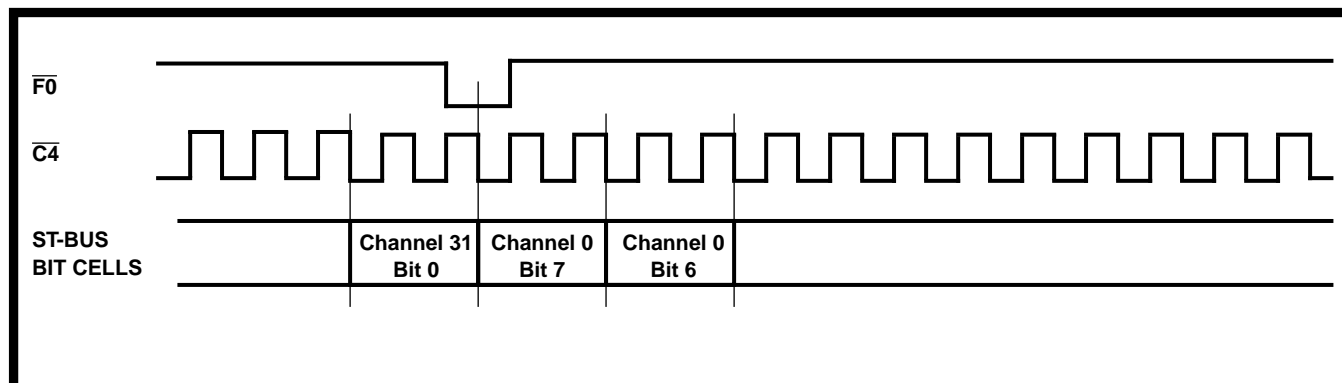 F0
C4
ST-BUS
BIT CELLS
Channel 31
Bit 0
Channel 0
Bit 7
Channel 0
Bit 6